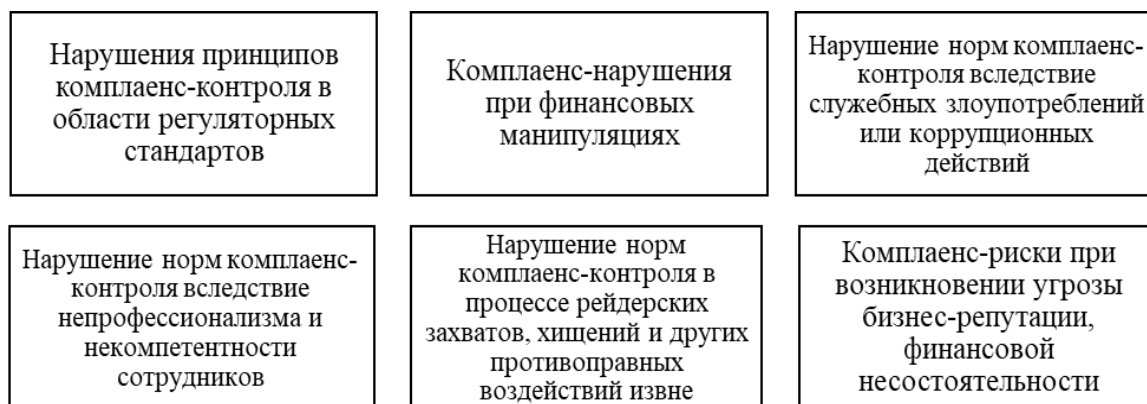 Нарушения принципов
комплаенс-контроля в
области регуляторных
стандартов
Комплаенс-нарушения
при финансовых
манипуляциях
Нарушение норм комплаенс-
контроля вследствие
служебных злоупотреблений
или коррупционных
действий
Нарушение норм комплаенс-
контроля вследствие
непрофессионализма и
некомпетентности
сотрудников
Нарушение норм
комплаенс-контроля в
процессе рейдерских
захватов, хищений и других
противоправных
воздействий извне
Комплаенс-риски при
возникновении угрозы
бизнес-репутации,
финансовой
несостоятельности